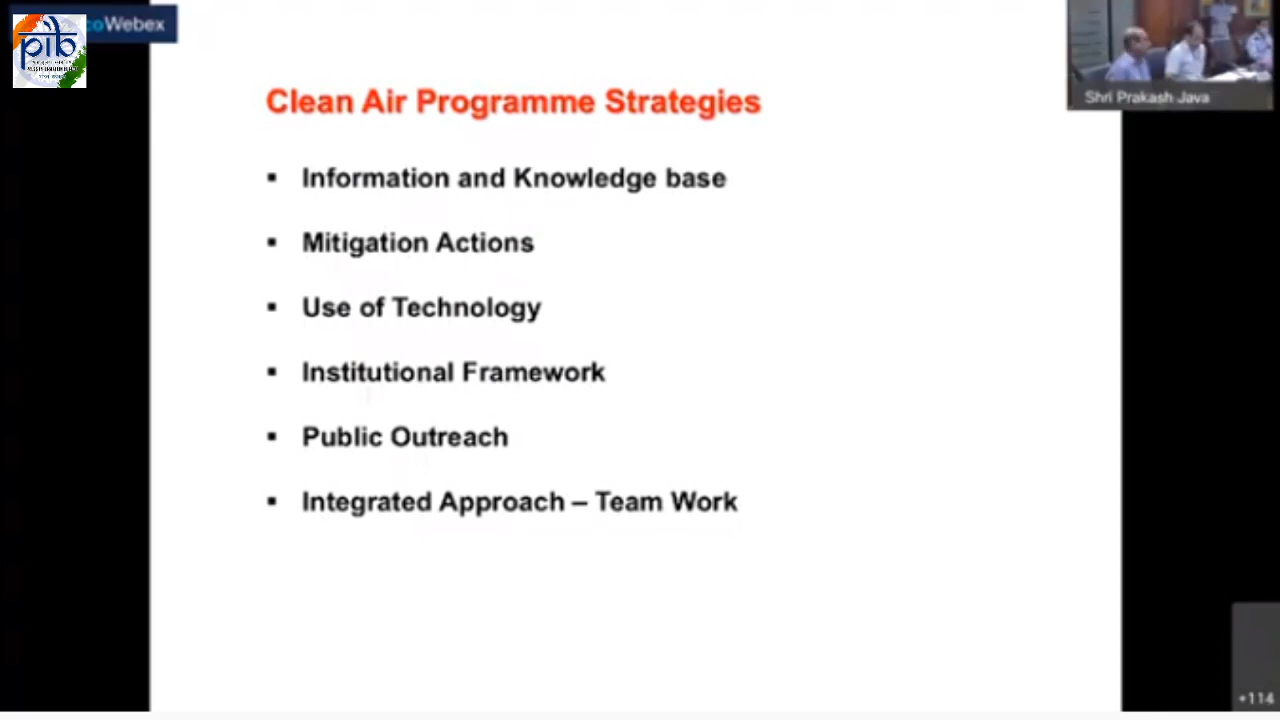 coWebex
pib
Shri Prakash Java
Clean Air Programme Strategies
▪ Information and Knowledge base
▪ Mitigation Actions
▪ Use of Technology
▪ Institutional Framework
▪ Public Outreach
▪ Integrated Approach – Team Work
+114